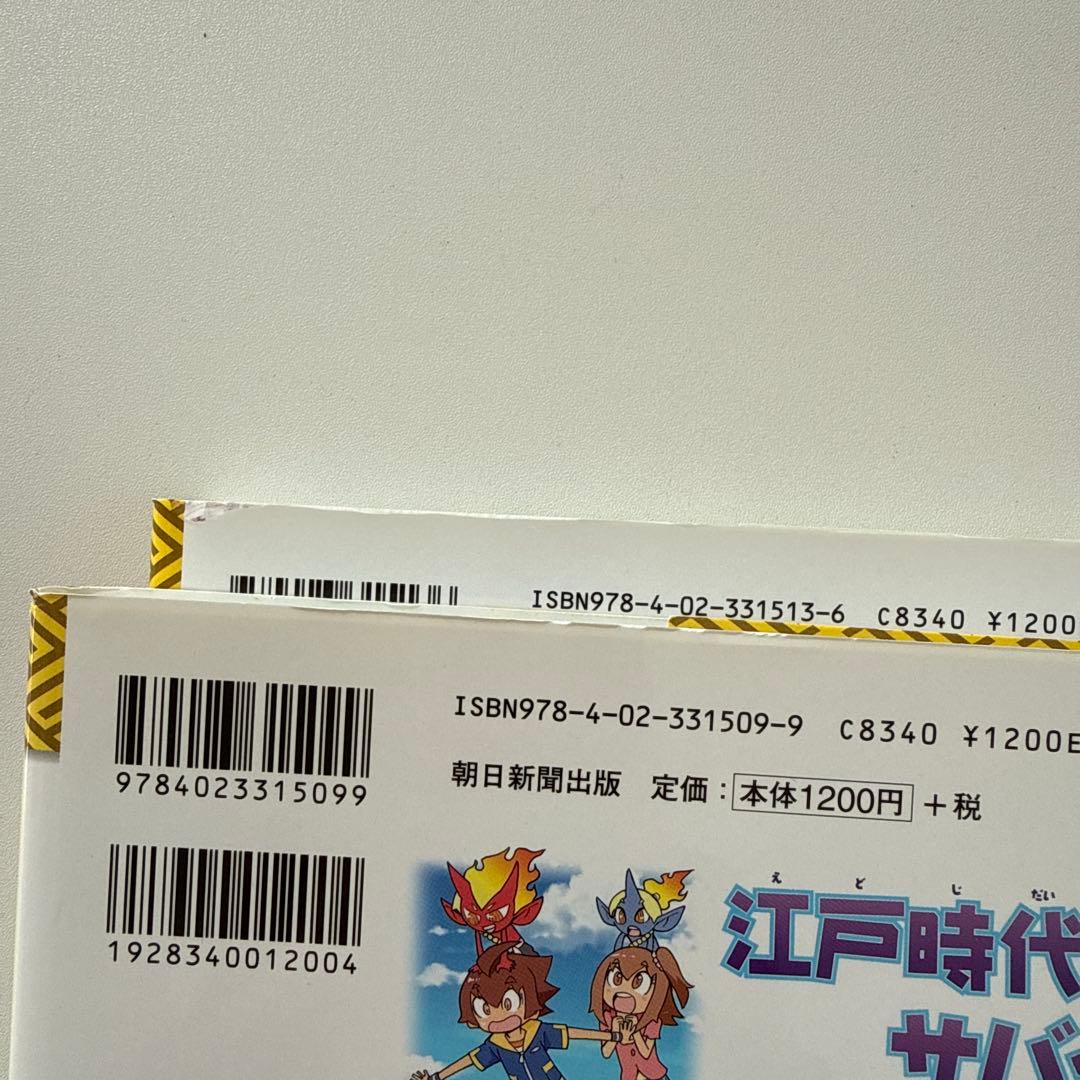 ISBN978-4-02-331513-6 C8340 ¥1200
ISBN978-4-02-331509-9 C8340 ¥1200E
9784023315099
朝日新聞出版 定価:本体1200円+税
1928340012004
えどじだい
江戸時代
サバ